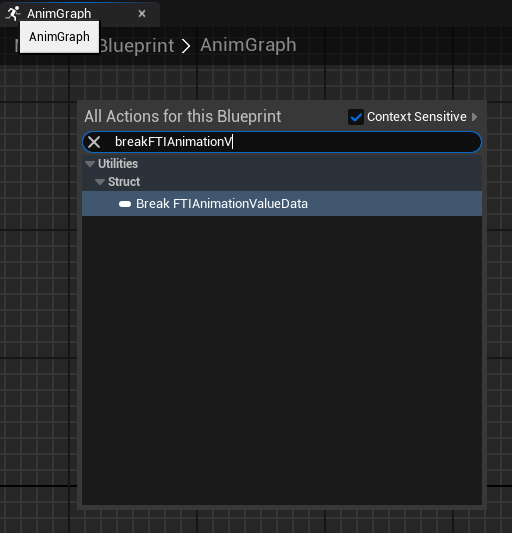 AnimGraph
AnimGraph
Blueprint > AnimGraph
All Actions for this Blueprint
Context Sensitive
breakFTIAnimationV
Utilities
Struct
Break FTIAnimationValueData